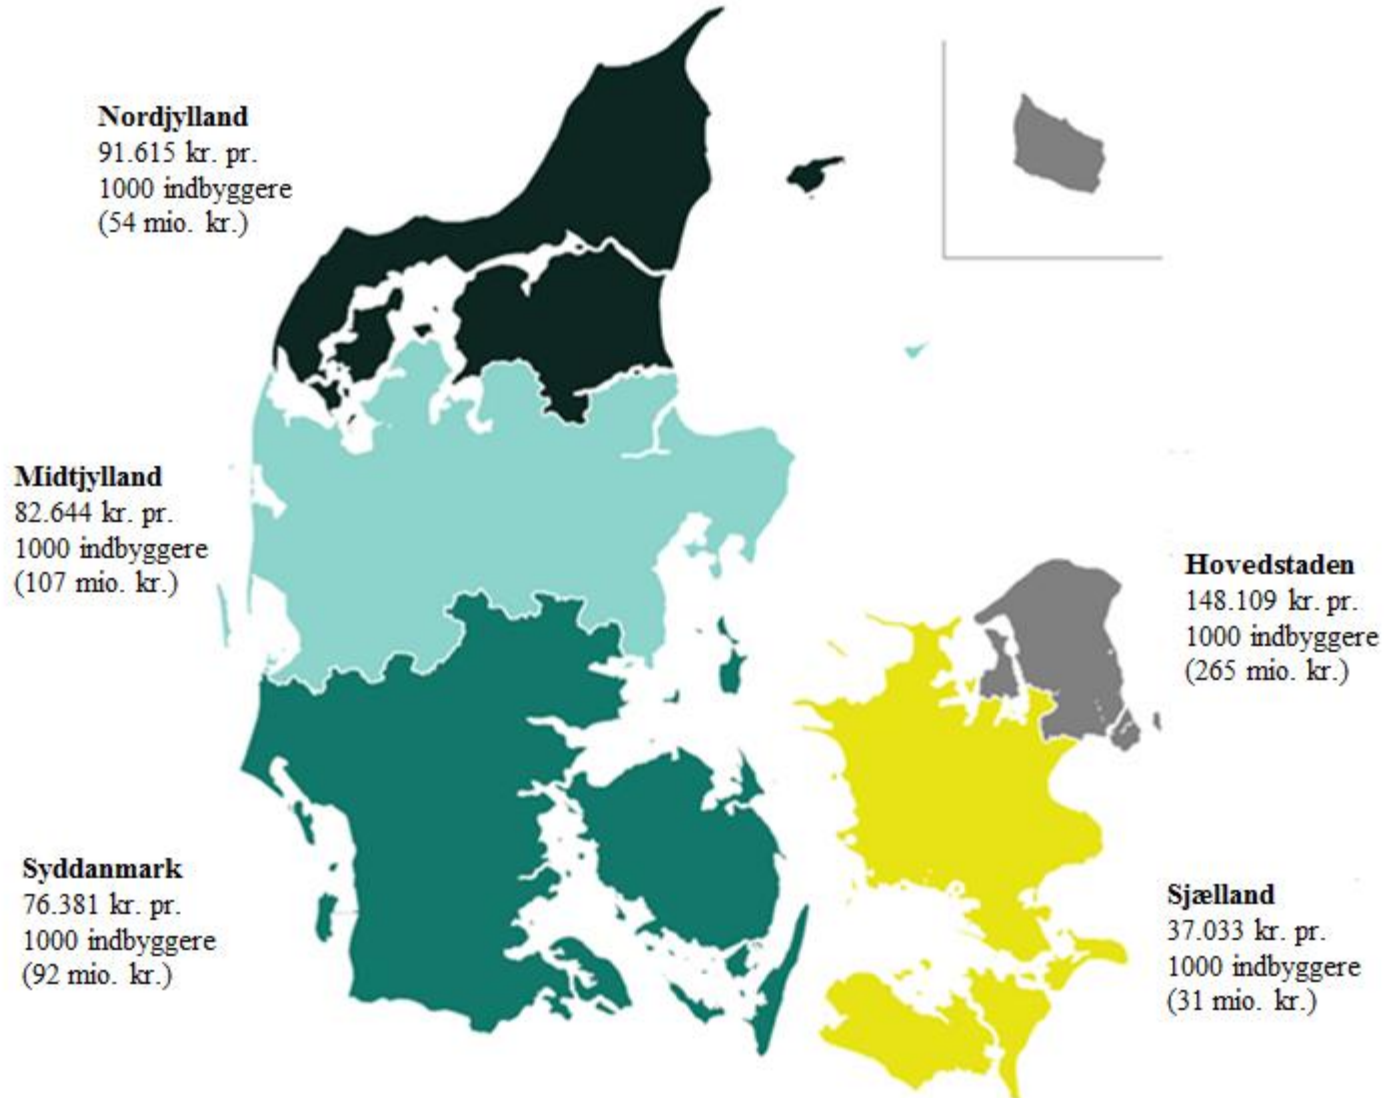 Nordjylland
91.615 kr. pr.
1000 indbyggere
(54 mio. kr.)
Midtjylland
82.644 kr. pr.
1000 indbyggere
(107 mio. kr.)
Hovedstaden
148.109 kr. pr.
1000 indbyggere
(265 mio. kr.)
Syddanmark
76.381 kr. pr.
1000 indbyggere
(92 mio. kr.)
Sjælland
37.033 kr. pr.
1000 indbyggere
(31 mio. kr.)